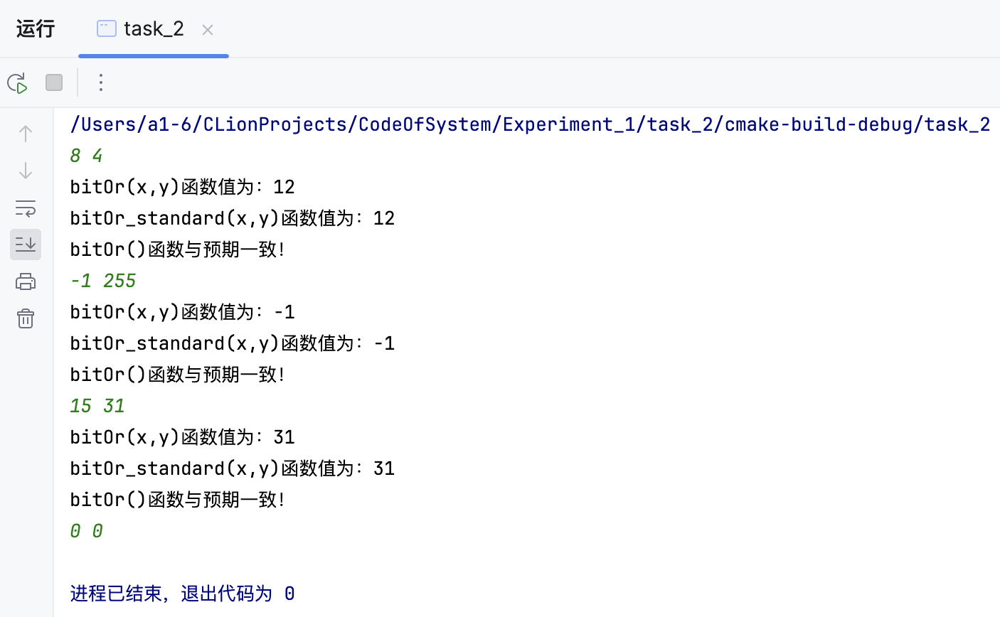 运行 task_2
/Users/a1-6/CLionProjects/CodeOfSystem/Experiment_1/task_2/cmake-build-debug/task_2
8 4
bitOr(x,y)函数值为：12
bitOr_standard(x,y)函数值为：12
bitOr()函数与预期一致！
-1 255
bitOr(x,y)函数值为：-1
bitOr_standard(x,y)函数值为：-1
bitOr()函数与预期一致！
15 31
bitOr(x,y)函数值为：31
bitOr_standard(x,y)函数值为：31
bitOr()函数与预期一致！
0 0
进程已结束，退出代码为 0